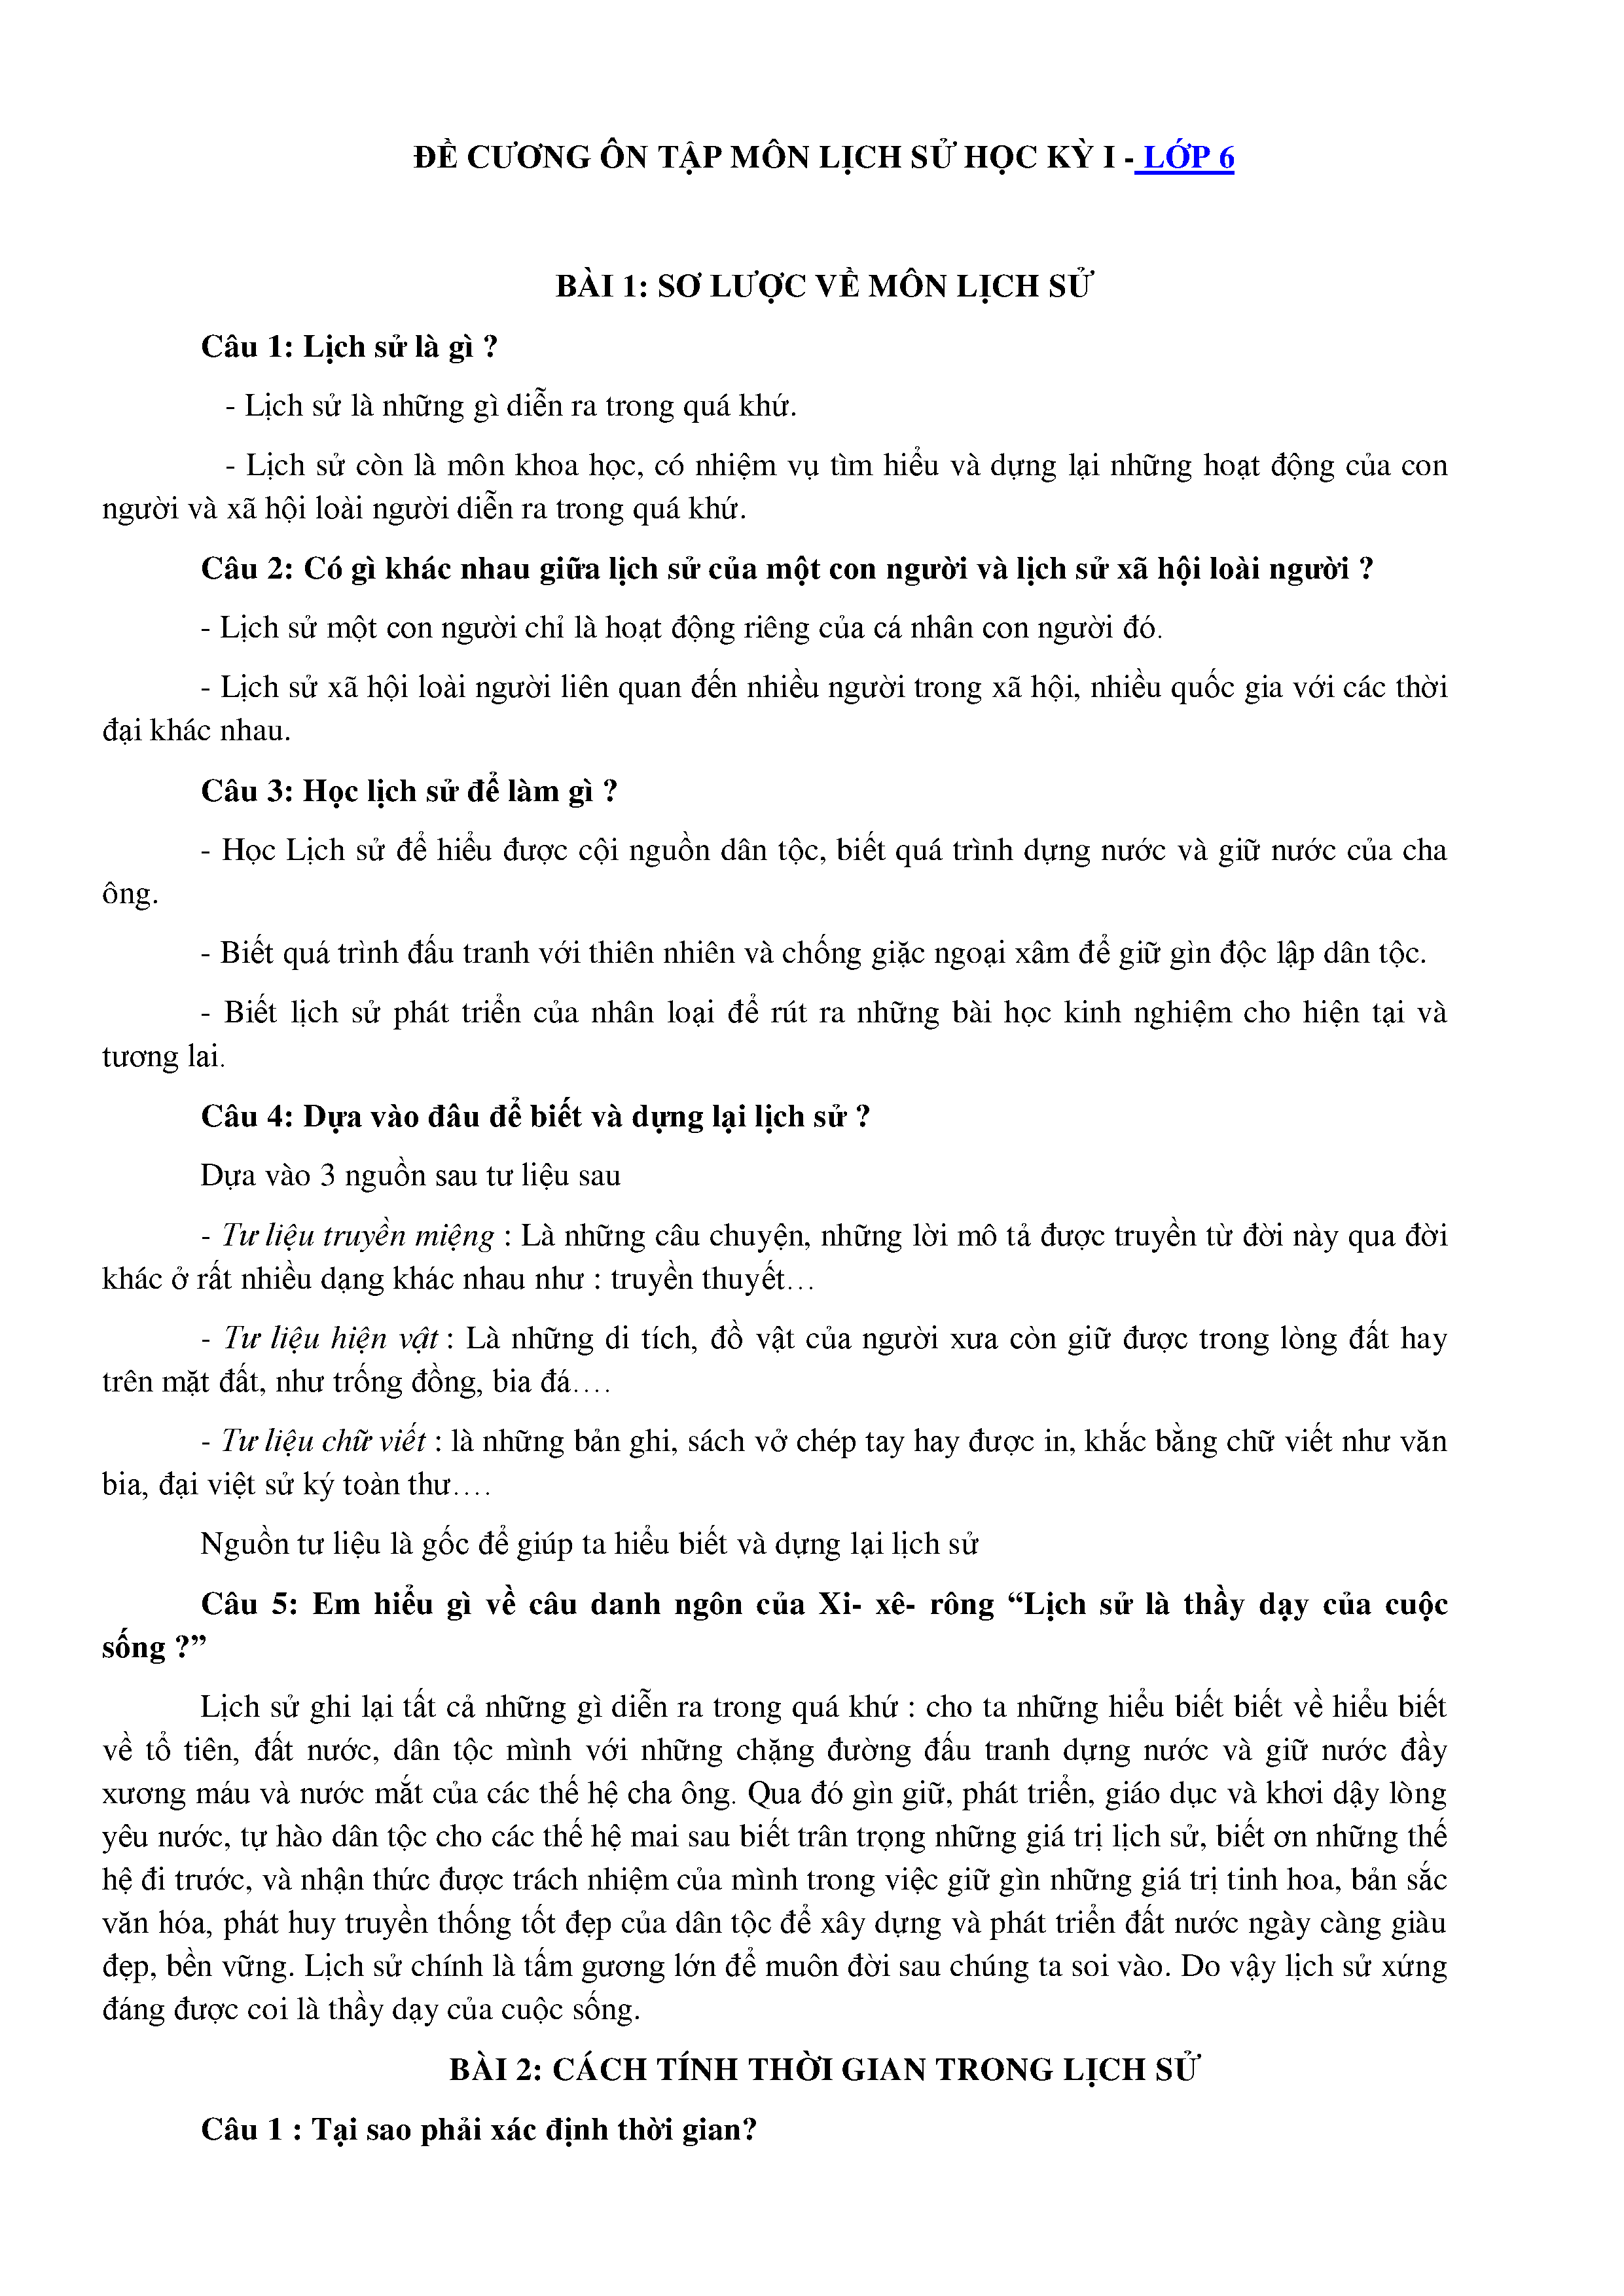 ĐỀ CƯƠNG ÔN TẬP MÔN LỊCH SỬ HỌC KỲ I - LỚP 6
BÀI 1: SƠ LƯỢC VỀ MÔN LỊCH SỬ
Câu 1: Lịch sử là gì ?
- Lịch sử là những gì diễn ra trong quá khứ.
- Lịch sử còn là môn khoa học, có nhiệm vụ tìm hiểu và dựng lại những hoạt động của con
người và xã hội loài người diễn ra trong quá khứ.
Câu 2: Có gì khác nhau giữa lịch sử của một con người và lịch sử xã hội loài người ?
- Lịch sử một con người chỉ là hoạt động riêng của cá nhân con người đó.
- Lịch sử xã hội loài người liên quan đến nhiều người trong xã hội, nhiều quốc gia với các thời
đại khác nhau.
Câu 3: Học lịch sử để làm gì ?
- Học Lịch sử để hiểu được cội nguồn dân tộc, biết quá trình dựng nước và giữ nước của cha
ông.
- Biết quá trình đấu tranh với thiên nhiên và chống giặc ngoại xâm để giữ gìn độc lập dân tộc.
- Biết lịch sử phát triển của nhân loại để rút ra những bài học kinh nghiệm cho hiện tại và
tương lai.
Câu 4: Dựa vào đâu để biết và dựng lại lịch sử ?
Dựa vào 3 nguồn sau tư liệu sau
- Tư liệu truyền miệng : Là những câu chuyện, những lời mô tả được truyền từ đời này qua đời
khác ở rất nhiều dạng khác nhau như : truyền thuyết…
- Tư liệu hiện vật : Là những di tích, đồ vật của người xưa còn giữ được trong lòng đất hay
trên mặt đất, như trống đồng, bia đá….
- Tư liệu chữ viết : là những bản ghi, sách vở chép tay hay được in, khắc bằng chữ viết như văn
bia, đại việt sử ký toàn thư….
Nguồn tư liệu là gốc để giúp ta hiểu biết và dựng lại lịch sử
Câu 5: Em hiểu gì về câu danh ngôn của Xi- xê- rông “Lịch sử là thầy dạy của cuộc
sống ?”
Lịch sử ghi lại tất cả những gì diễn ra trong quá khứ : cho ta những hiểu biết biết về hiểu biết
về tổ tiên, đất nước, dân tộc mình với những chặng đường đấu tranh dựng nước và giữ nước đầy
xương máu và nước mắt của các thế hệ cha ông. Qua đó gìn giữ, phát triển, giáo dục và khơi dậy lòng
yêu nước, tự hào dân tộc cho các thế hệ mai sau biết trân trọng những giá trị lịch sử, biết ơn những thế
hệ đi trước, và nhận thức được trách nhiệm của mình trong việc giữ gìn những giá trị tinh hoa, bản sắc
văn hóa, phát huy truyền thống tốt đẹp của dân tộc để xây dựng và phát triển đất nước ngày càng giàu
đẹp, bền vững. Lịch sử chính là tấm gương lớn để muôn đời sau chúng ta soi vào. Do vậy lịch sử xứng
đáng được coi là thầy dạy của cuộc sống.
BÀI 2: CÁCH TÍNH THỜI GIAN TRONG LỊCH SỬ
Câu 1 : Tại sao phải xác định thời gian?